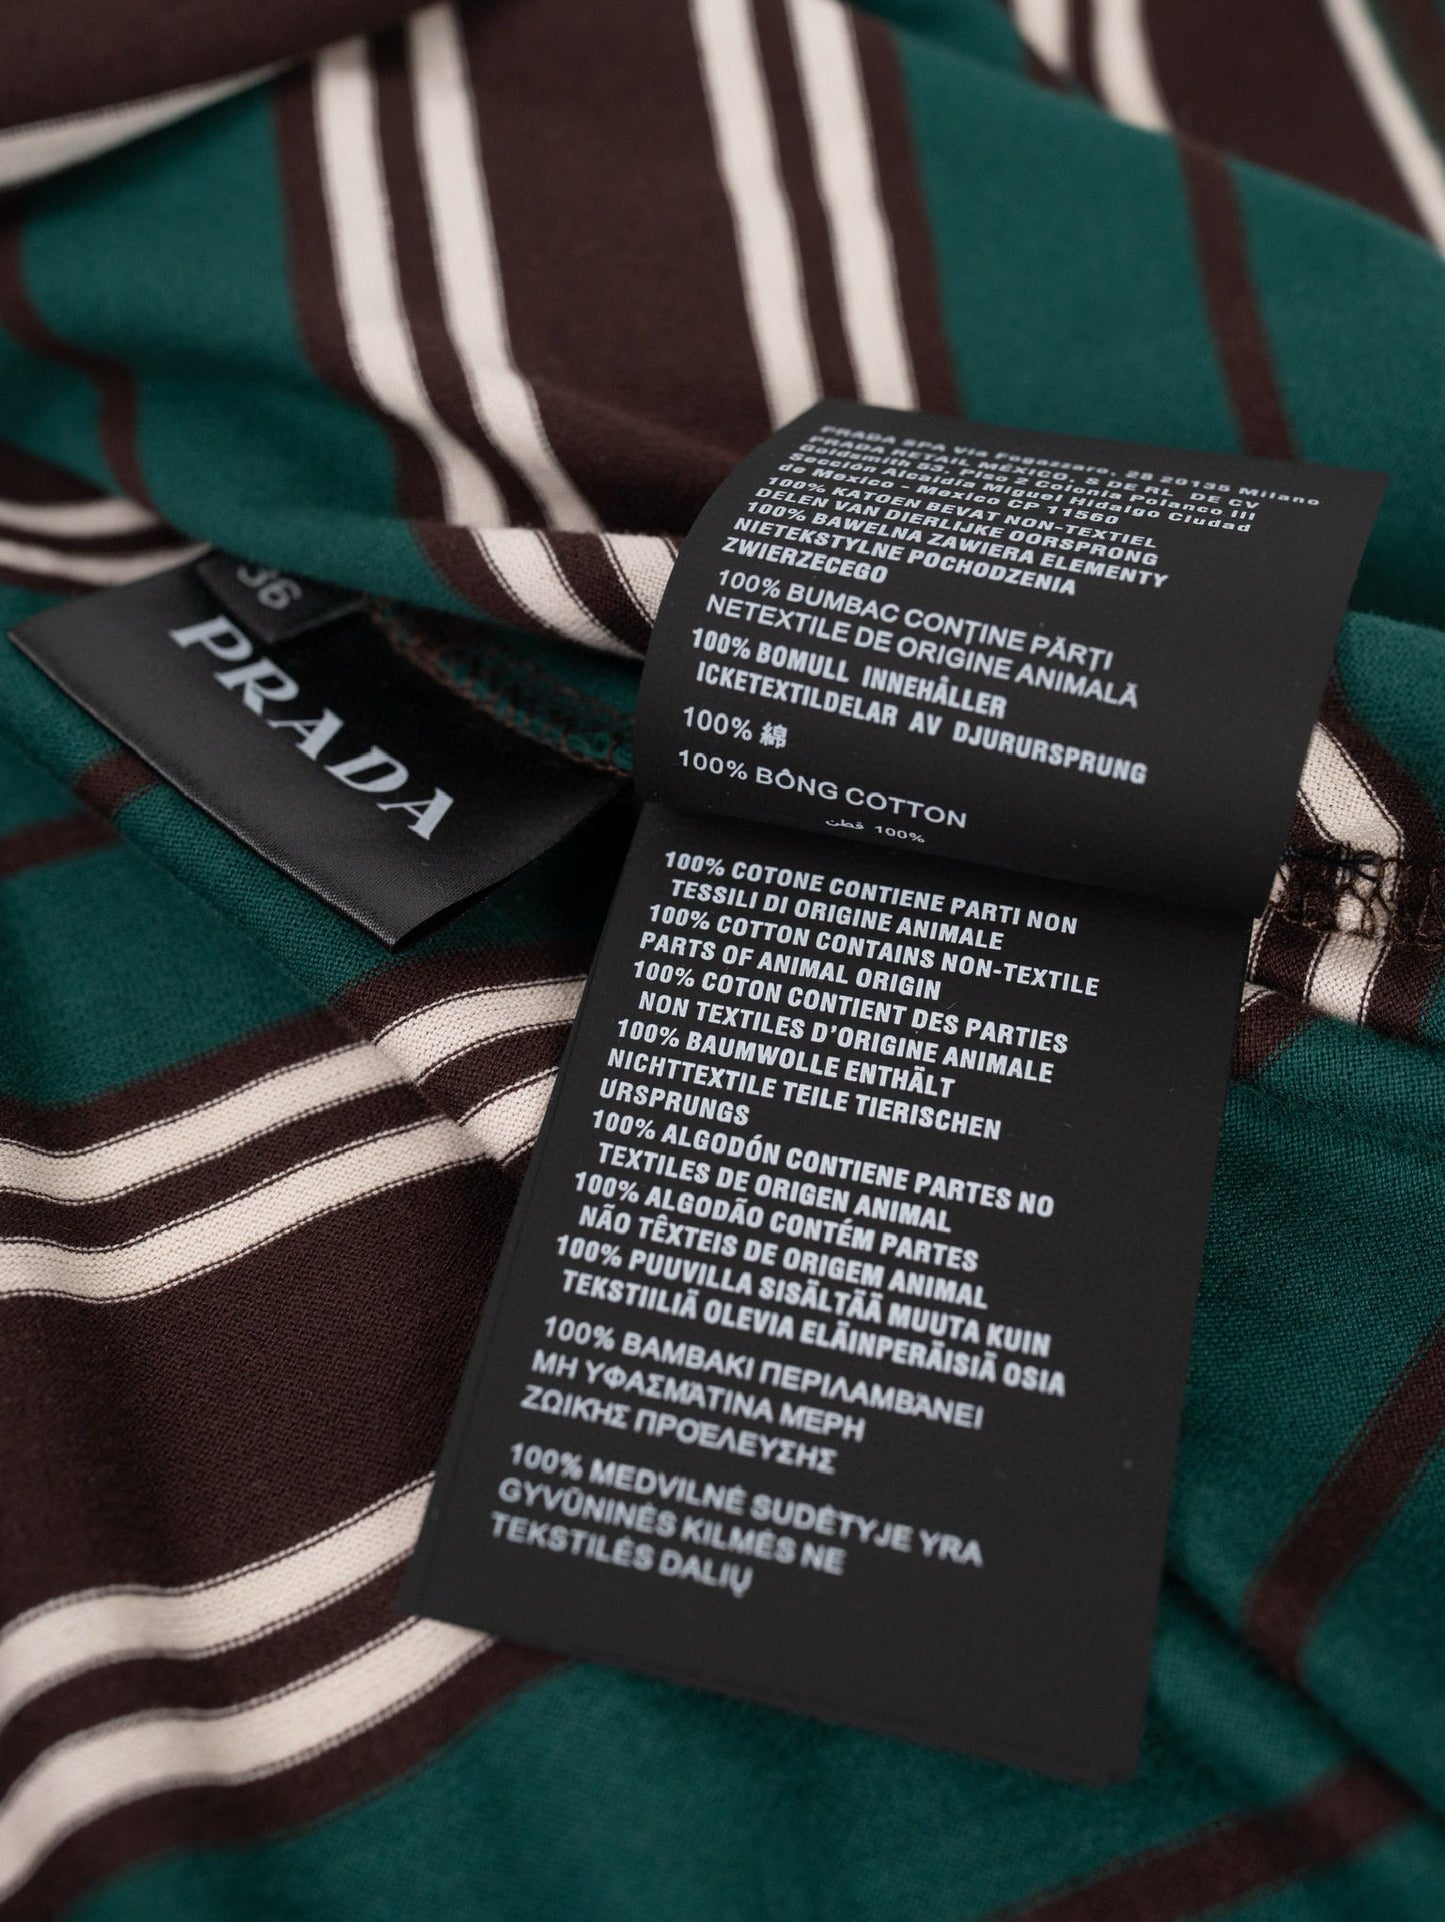 36
PRADA
PRADA SPA Via Fogazzaro, 28 20135 Milano
PRADA RETAIL MÉXICO, S DE RL DE CV
Goldsmith 53, Piso 2 Colonia Polanco III
Sección Alcaldía Miguel Hidalgo Ciudad
de Mexico - Mexico CP 11560
100% KATOEN BEVAT NON-TEXTIEL
DELEN VAN DIERLIJKE OORSPRONG
100% BAWELNA ZAWIERA ELEMENTY
NIETEKSTYLNE POCHODZENIA
ZWIERZECEGO
100% BUMBAC CONȚINE PĂRȚI
NETEXTILE DE ORIGINE ANIMALĂ
100% BOMULL INNEHÅLLER
ICKETEXTILDELAR AV DJURURSPRUNG
100% 綿
100% BÔNG COTTON
100% قطن
100% COTONE CONTIENE PARTI NON
TESSILI DI ORIGINE ANIMALE
100% COTTON CONTAINS NON-TEXTILE
PARTS OF ANIMAL ORIGIN
100% COTON CONTIENT DES PARTIES
NON TEXTILES D'ORIGINE ANIMALE
100% BAUMWOLLE ENTHÄLT
NICHTTEXTILE TEILE TIERISCHEN
URSPRUNGS
100% ALGODÓN CONTIENE PARTES NO
TEXTILES DE ORIGEN ANIMAL
100% ALGODÃO CONTÉM PARTES
NÃO TÊXTEIS DE ORIGEM ANIMAL
100% PUUVILLA SISÄLTÄÄ MUUTA KUIN
TEKSTIILIÄ OLEVIA ELÄINPERÄISIÄ OSIA
100% ΒΑΜΒΑΚΙ ΠΕΡΙΛΑΜΒΆΝΕΙ
ΜΗ ΥΦΑΣΜΆΤΙΝΑ ΜΈΡΗ
ΖΩΙΚΗΣ ΠΡΟΈΛΕΥΣΗΣ
100% MEDVILNĖ SUDĖTYJE YRA
GYVŪNINĖS KILMĖS NE
TEKSTILĖS DALIŲ